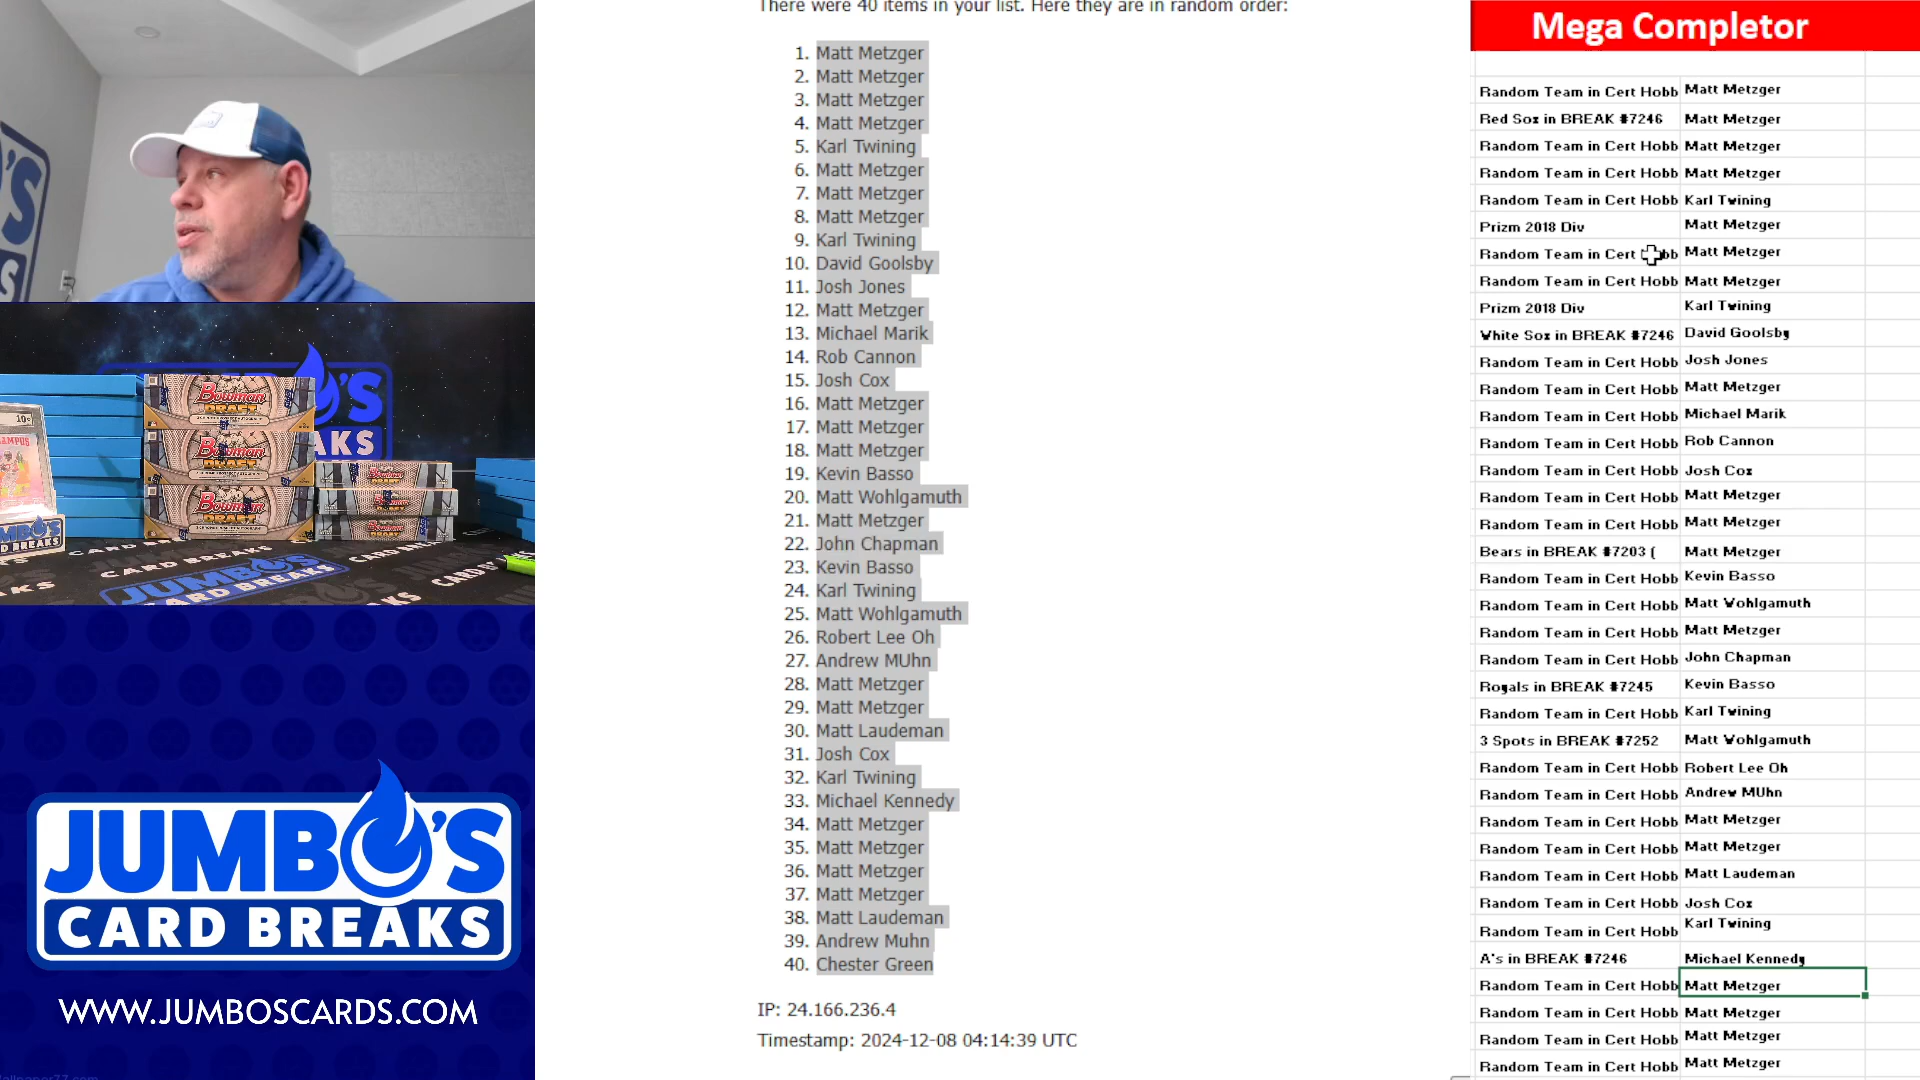 There were 40 items in your list. Here they are in random order:
1. Matt Metzger
2. Matt Metzger
3. Matt Metzger
4. Matt Metzger
5. Karl Twining
6. Matt Metzger
7. Matt Metzger
8. Matt Metzger
9. Karl Twining
10. David Goolsby
11. Josh Jones
12. Matt Metzger
13. Michael Marik
14. Rob Cannon
15. Josh Cox
16. Matt Metzger
17. Matt Metzger
18. Matt Metzger
19. Kevin Basso
20. Matt Wohlgamuth
21. Matt Metzger
22. John Chapman
23. Kevin Basso
24. Karl Twining
25. Matt Wohlgamuth
26. Robert Lee Oh
27. Andrew MUhn
28. Matt Metzger
29. Matt Metzger
30. Matt Laudeman
31. Josh Cox
32. Karl Twining
33. Michael Kennedy
34. Matt Metzger
35. Matt Metzger
36. Matt Metzger
37. Matt Metzger
38. Matt Laudeman
39. Andrew Muhn
40. Chester Green
IP: 24.166.236.4
Timestamp: 2024-12-08 04:14:39 UTC
Mega Completor
Random Team in Cert Hobb Matt Metzger
Red Sox in BREAK #7246 Matt Metzger
Random Team in Cert Hobb Matt Metzger
Random Team in Cert Hobb Matt Metzger
Random Team in Cert Hobb Karl Twining
Prizm 2018 Div Matt Metzger
Random Team in Cert bb Matt Metzger
Random Team in Cert Hobb Matt Metzger
Prizm 2018 Div Karl Twining
White Sox in BREAK #7246 David Goolsby
Random Team in Cert Hobb Josh Jones
Random Team in Cert Hobb Matt Metzger
Random Team in Cert Hobb Michael Marik
Random Team in Cert Hobb Rob Cannon
Random Team in Cert Hobb Josh Cox
Random Team in Cert Hobb Matt Metzger
Random Team in Cert Hobb Matt Metzger
Bears in BREAK #7203 ( Matt Metzger
Random Team in Cert Hobb Kevin Basso
Random Team in Cert Hobb Matt Wohlgamuth
Random Team in Cert Hobb Matt Metzger
Random Team in Cert Hobb John Chapman
Royals in BREAK #7245 Kevin Basso
Random Team in Cert Hobb Karl Twining
3 Spots in BREAK #7252 Matt Wohlgamuth
Random Team in Cert Hobb Robert Lee Oh
Random Team in Cert Hobb Andrew MUhn
Random Team in Cert Hobb Matt Metzger
Random Team in Cert Hobb Matt Metzger
Random Team in Cert Hobb Matt Laudeman
Random Team in Cert Hobb Josh Cox
Random Team in Cert Hobb Karl Twining
A's in BREAK #7246 Michael Kennedy
Random Team in Cert Hobb Matt Metzger
Random Team in Cert Hobb Matt Metzger
Random Team in Cert Hobb Matt Metzger
Random Team in Cert Hobb Matt Metzger
Bowman
DRAFT
Bowman
DRAFT
Bowman
DRAFT
CARD BREAKS
JUMBO'S
CARD BREAKS
JUMBO'S
CARD BREAKS
WWW.JUMBOSCARDS.COM